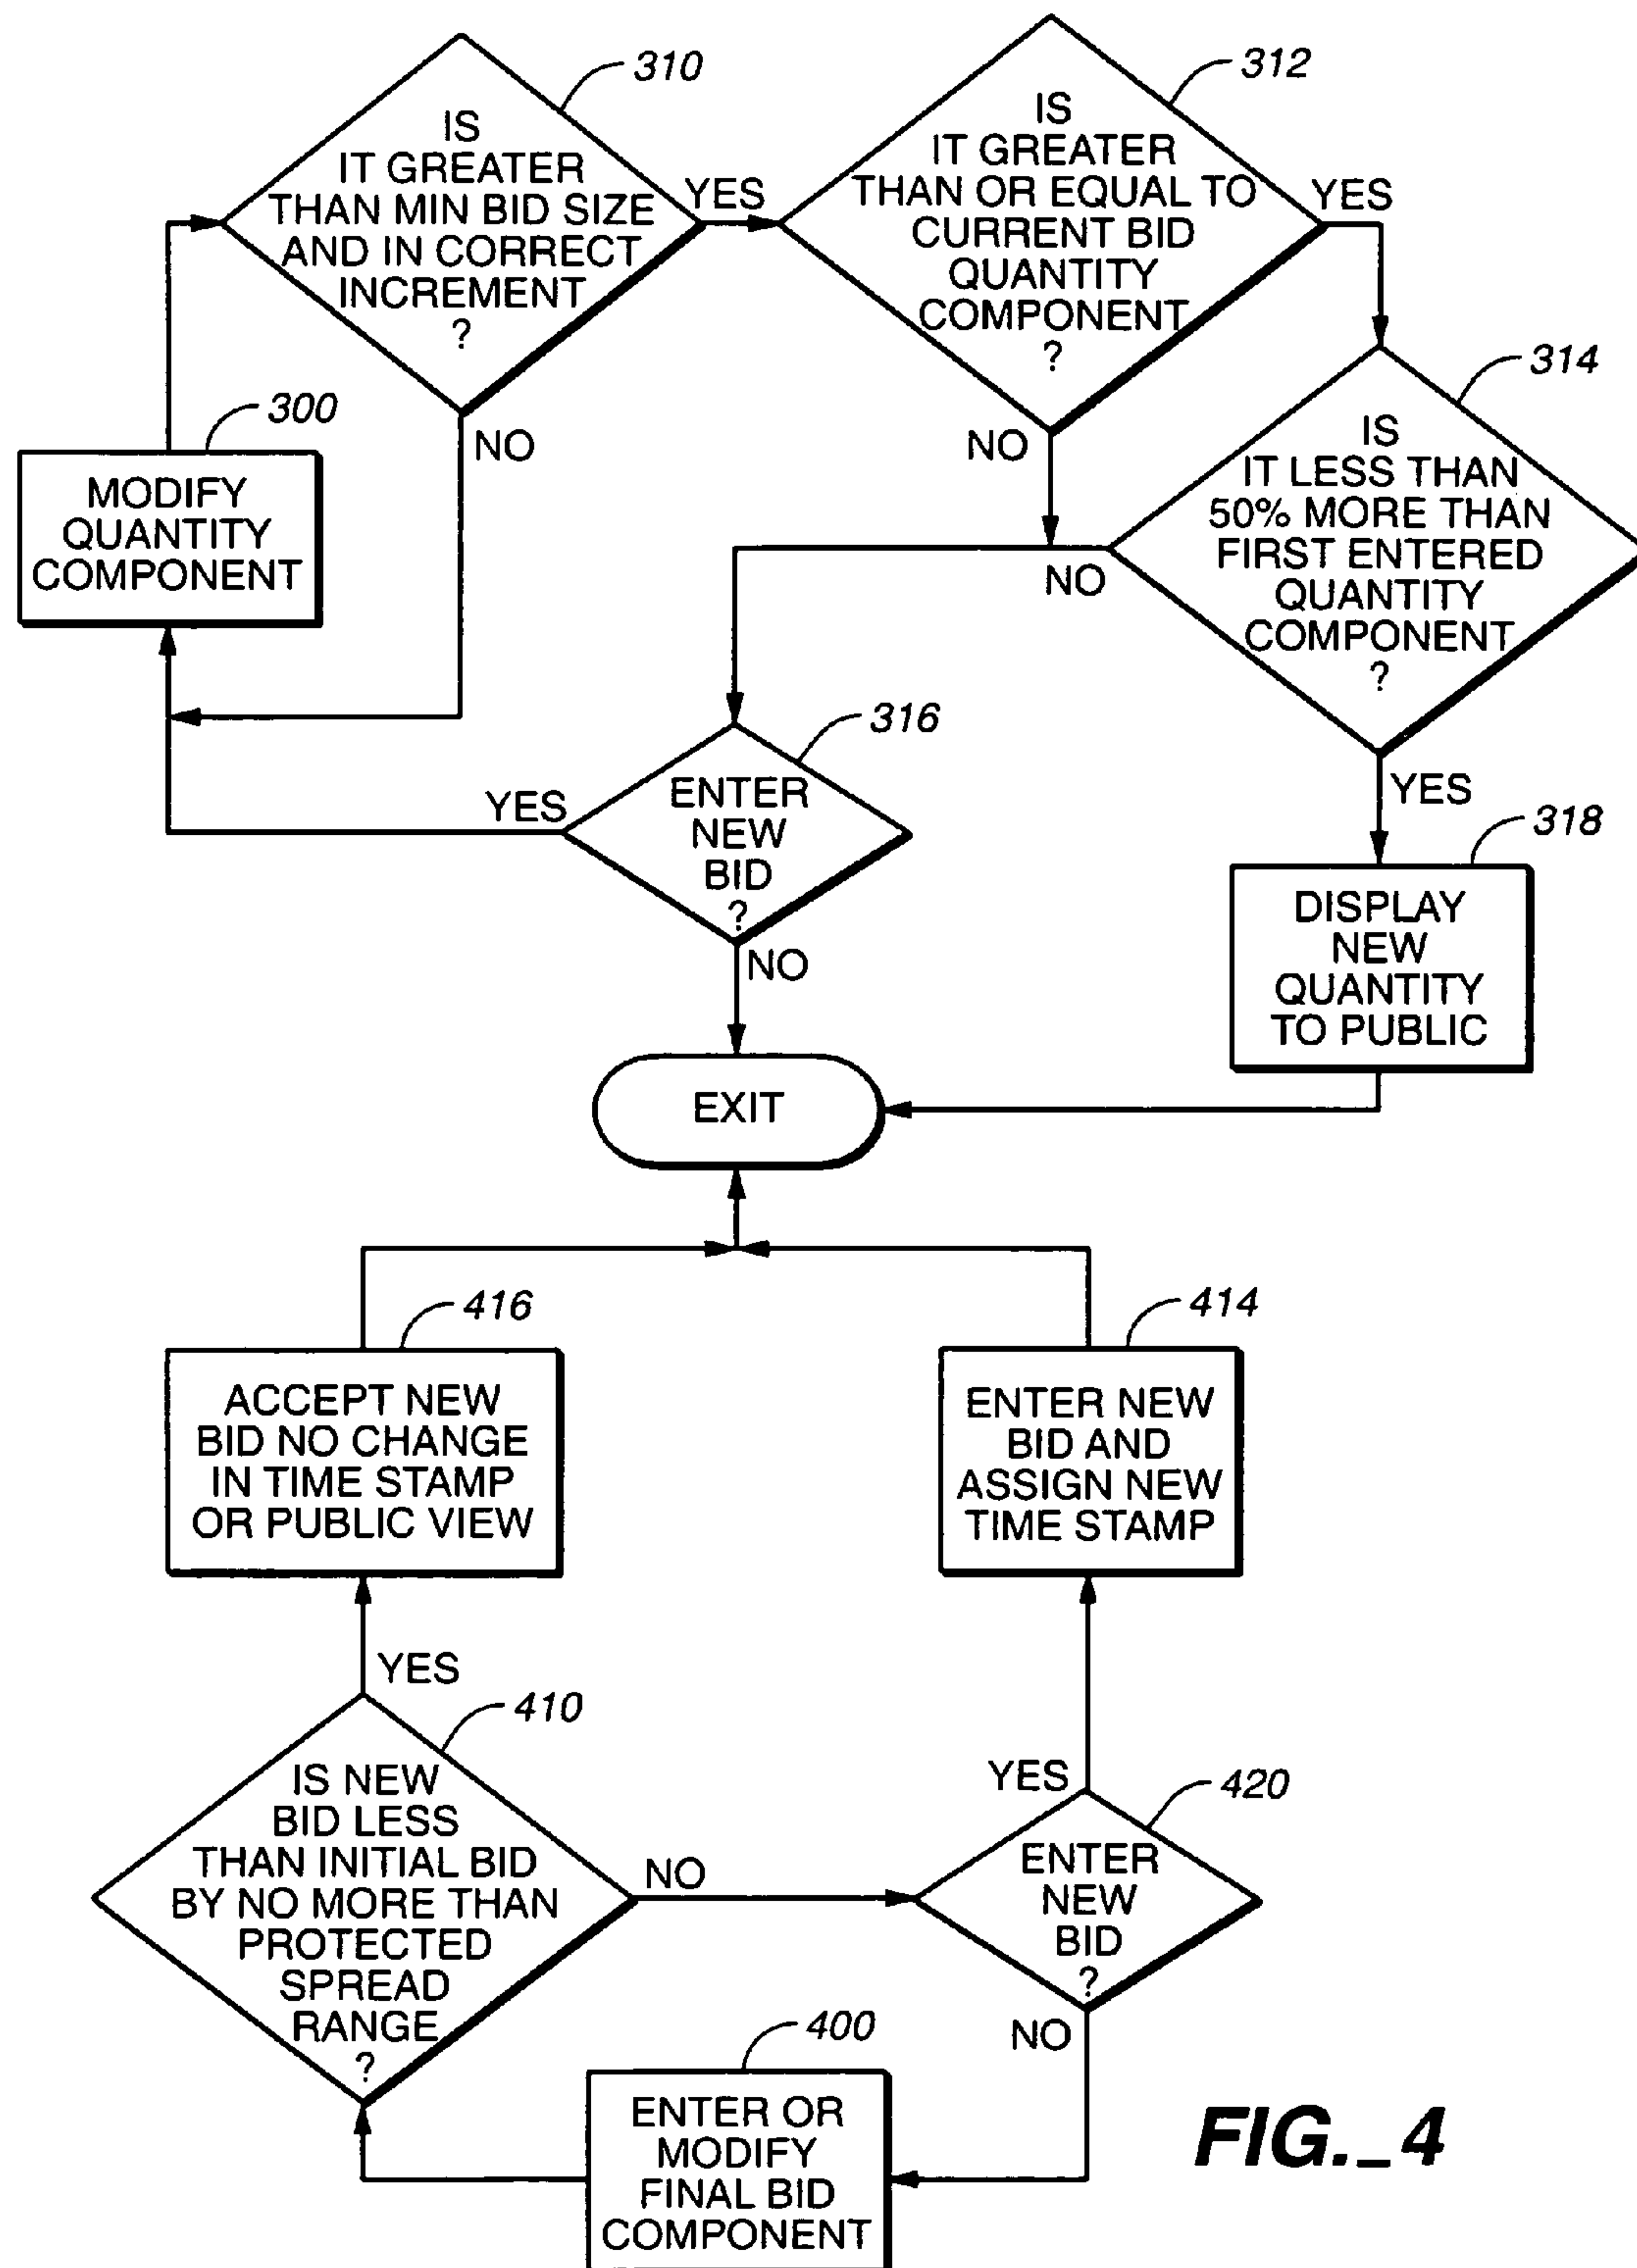 310
IS
IT GREATER
THAN MIN BID SIZE
AND IN CORRECT
INCREMENT
?
YES
NO
312
IS
IT GREATER
THAN OR EQUAL TO
CURRENT BID
QUANTITY
COMPONENT
?
YES
NO
300
MODIFY
QUANTITY
COMPONENT
314
IS
IT LESS THAN
50% MORE THAN
FIRST ENTERED
QUANTITY
COMPONENT
?
NO
YES
316
ENTER
NEW
BID
?
YES
NO
318
DISPLAY
NEW
QUANTITY
TO PUBLIC
EXIT
416
ACCEPT NEW
BID NO CHANGE
IN TIME STAMP
OR PUBLIC VIEW
414
ENTER NEW
BID AND
ASSIGN NEW
TIME STAMP
YES
410
IS NEW
BID LESS
THAN INITIAL BID
BY NO MORE THAN
PROTECTED
SPREAD
RANGE
?
NO
YES
420
ENTER
NEW
BID
?
NO
400
ENTER OR
MODIFY
FINAL BID
COMPONENT
FIG._4